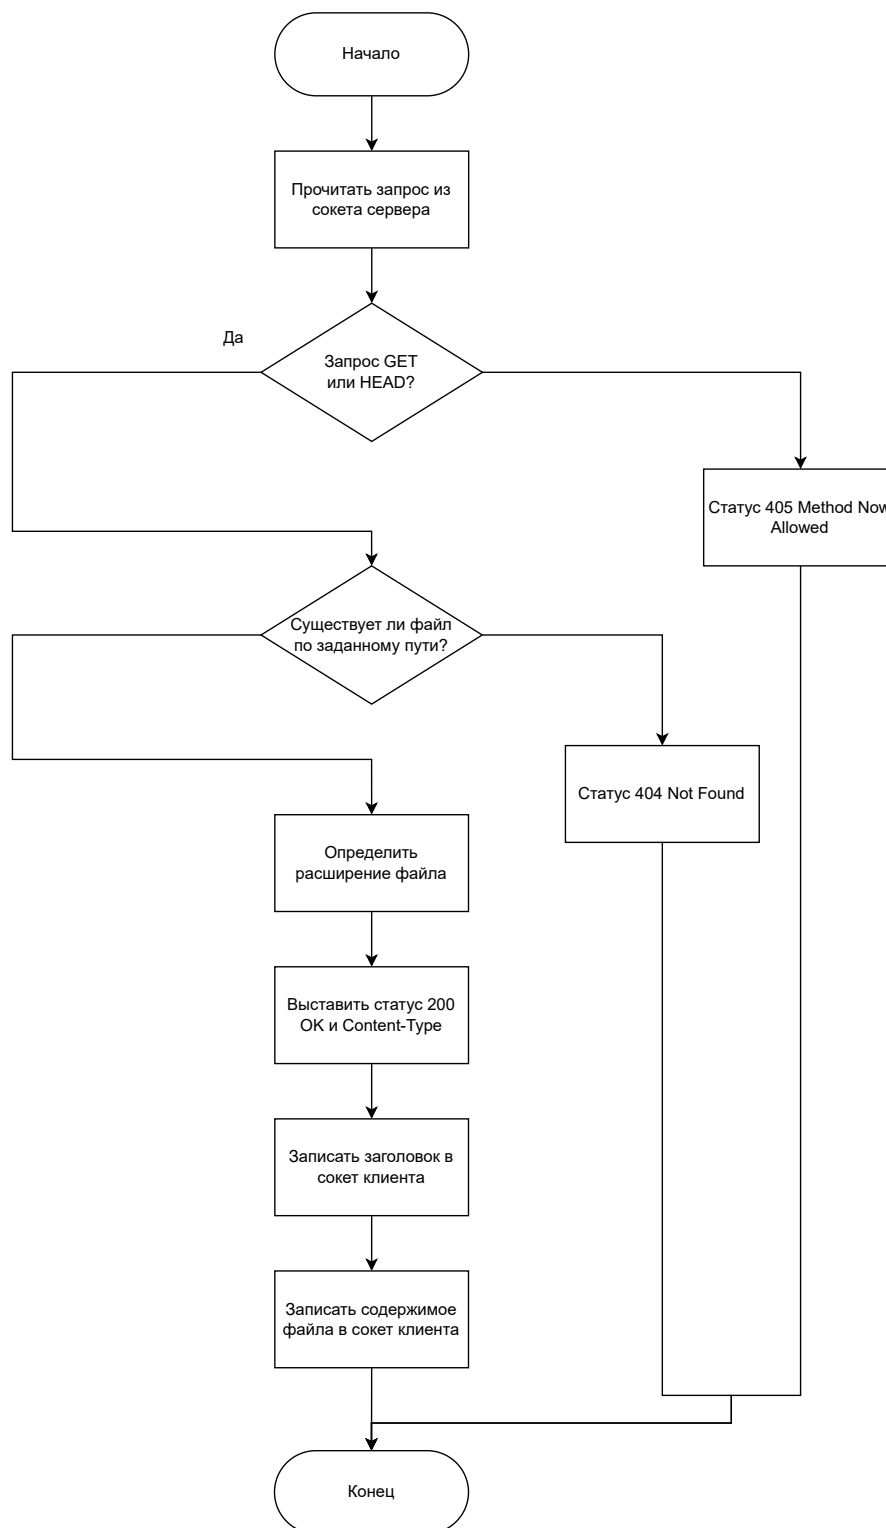 Начало
Прочитать запрос из
сокета сервера
Да
Запрос GET
или HEAD?
Статус 405 Method Now
Allowed
Существует ли файл
по заданному пути?
Статус 404 Not Found
Определить
расширение файла
Выставить статус 200
OK и Content-Type
Записать заголовок в
сокет клиента
Записать содержимое
файла в сокет клиента
Конец